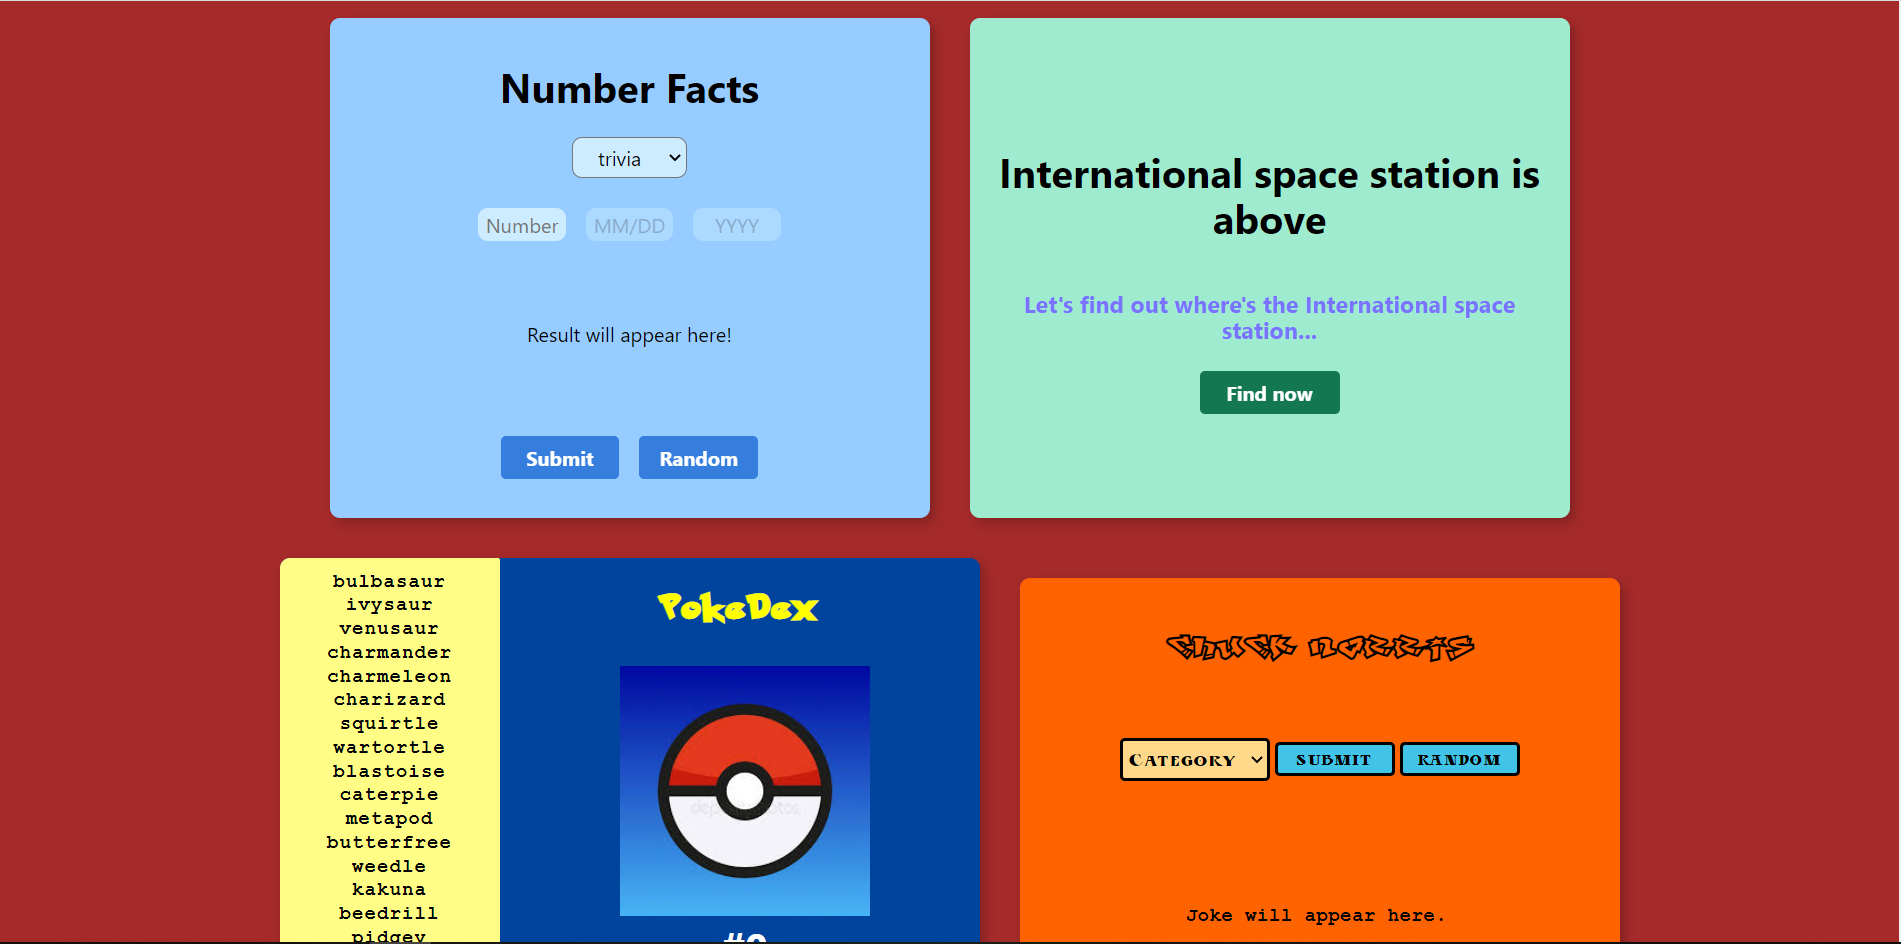 Number Facts
trivia
Number MM/DD YYYY
Result will appear here!
Submit Random
International space station is
above
Let's find out where's the International space
station...
Find now
bulbasaur
ivysaur
venusaur
charmander
charmeleon
charizard
squirtle
wartortle
blastoise
caterpie
metapod
butterfree
weedle
kakuna
beedrill
pidgey
PokeDex
depositphotos
#0
Chuck norris
Category SUBMIT RANDOM
Joke will appear here.